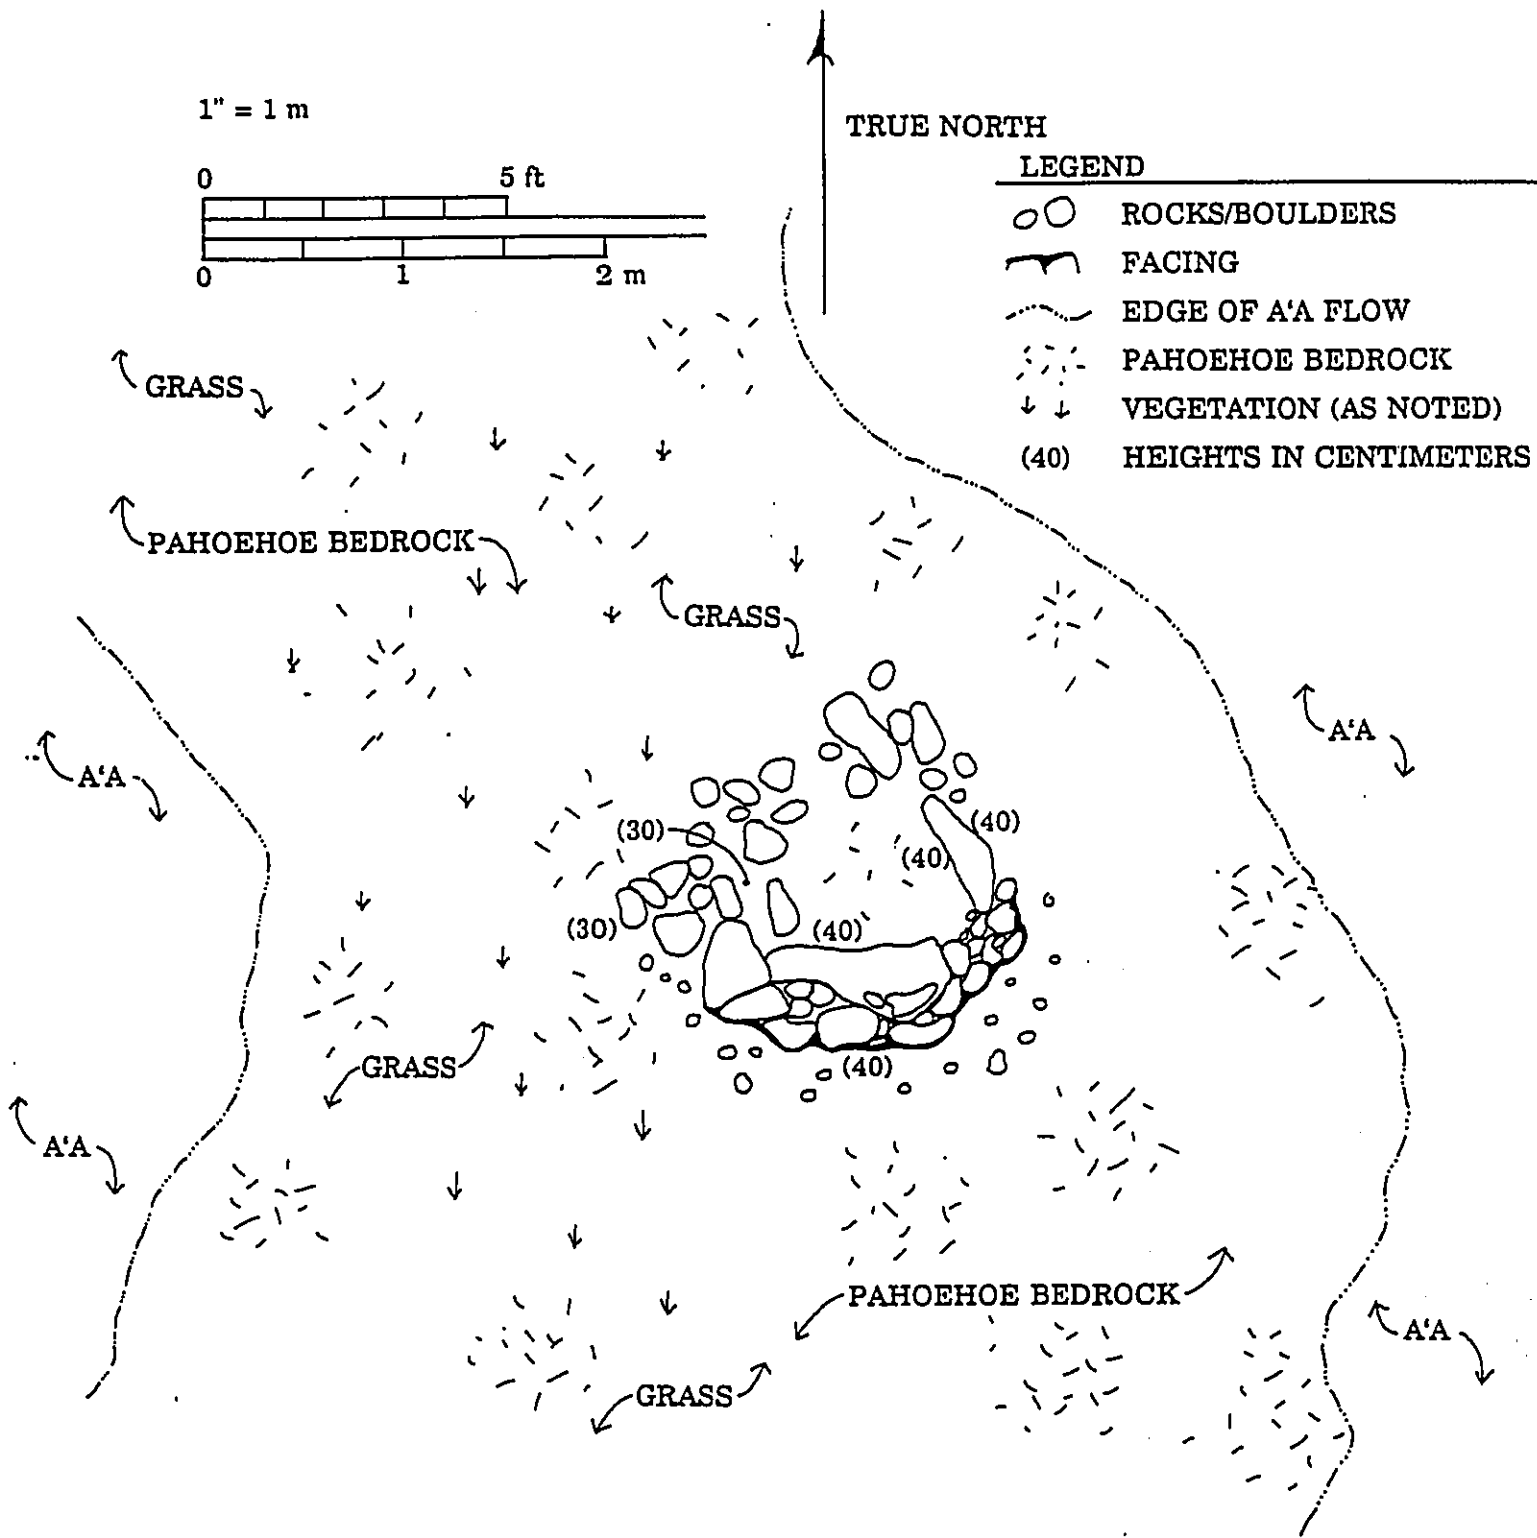 1" = 1 m
TRUE NORTH
0 5 ft
0 1 2 m
LEGEND
ROCKS/BOULDERS
FACING
EDGE OF A'A FLOW
PAHOEHOE BEDROCK
VEGETATION (AS NOTED)
(40) HEIGHTS IN CENTIMETERS
GRASS
PAHOEHOE BEDROCK
GRASS
A'A
A'A
(30)
(40)
(40)
(30)
(40)
(40)
GRASS
A'A
PAHOEHOE BEDROCK
A'A
GRASS